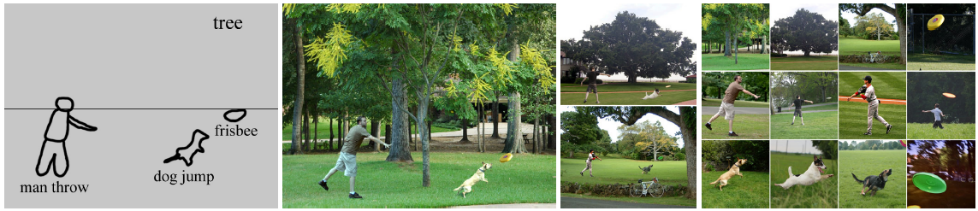 tree
frisbee
man throw
dog jump